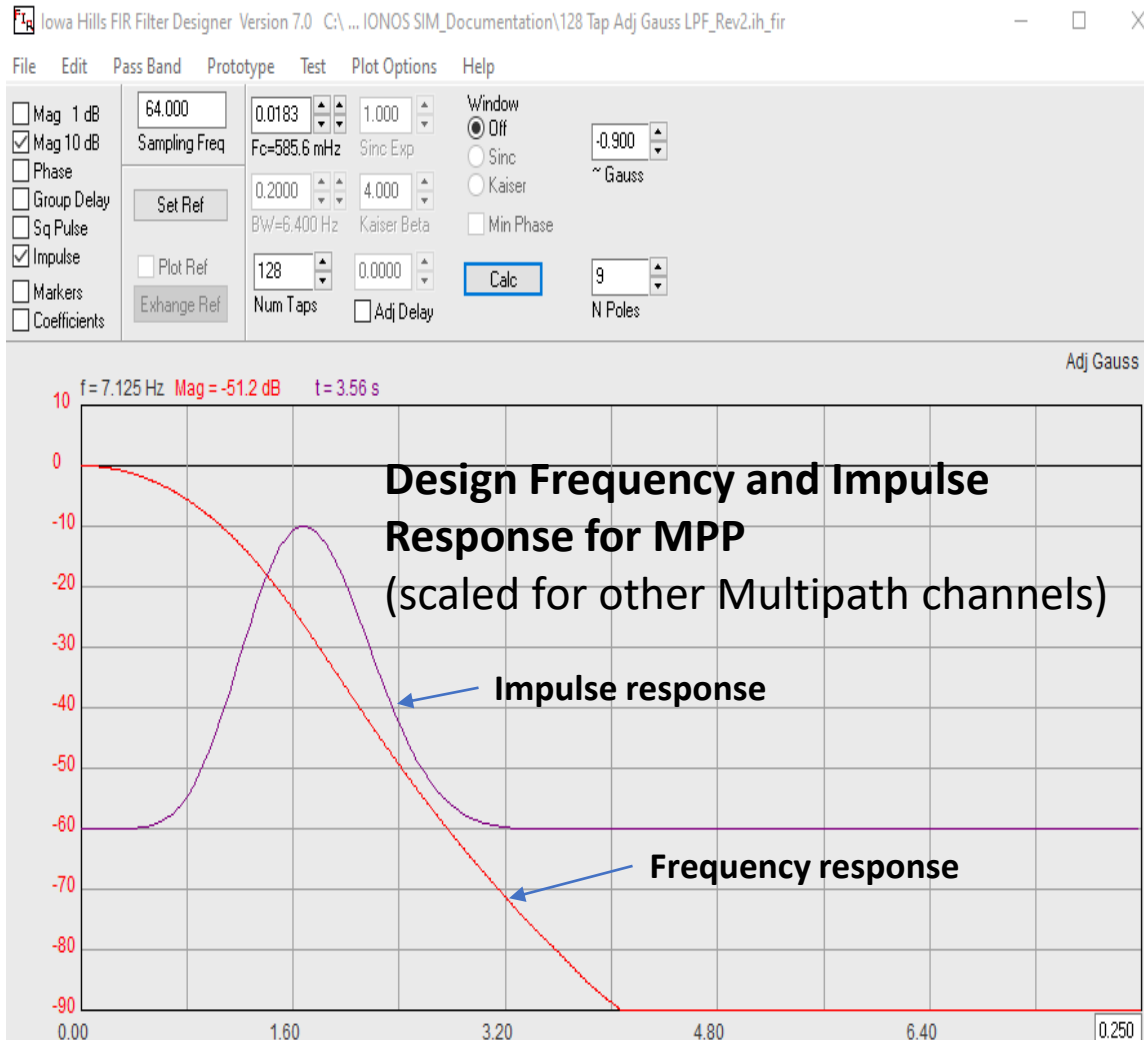 FIR Iowa Hills FIR Filter Designer Version 7.0 C:\ ... IONOS SIM_Documentation\128 Tap Adj Gauss LPF_Rev2.ih_fir
File Edit Pass Band Prototype Test Plot Options Help
Mag 1 dB
Mag 10 dB
Phase
Group Delay
Sq Pulse
Impulse
Markers
Coefficients
64.000
Sampling Freq
Set Ref
Plot Ref
Exhange Ref
0.0183
Fc=585.6 mHz
0.2000
BW=6.400 Hz
128
Num Taps
1.000
Sinc Exp
4.000
Kaiser Beta
0.0000
Adj Delay
Window
Off
Sinc
Kaiser
Min Phase
Calc
-0.900
~ Gauss
9
N Poles
Adj Gauss
f = 7.125 Hz Mag = -51.2 dB t = 3.56 s
10
0
-10
-20
-30
-40
-50
-60
-70
-80
-90
Design Frequency and Impulse
Response for MPP
(scaled for other Multipath channels)
Impulse response
Frequency response
0.00 1.60 3.20 4.80 6.40 0.250